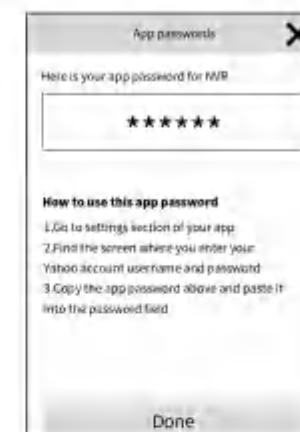 App passwords
Here is your app password for NVR
******
How to use this app password
1.Go to settings section of your app
2.Find the screen where you enter your
Yahoo account username and password
3.Copy the app password above and paste it
into the password field
Done